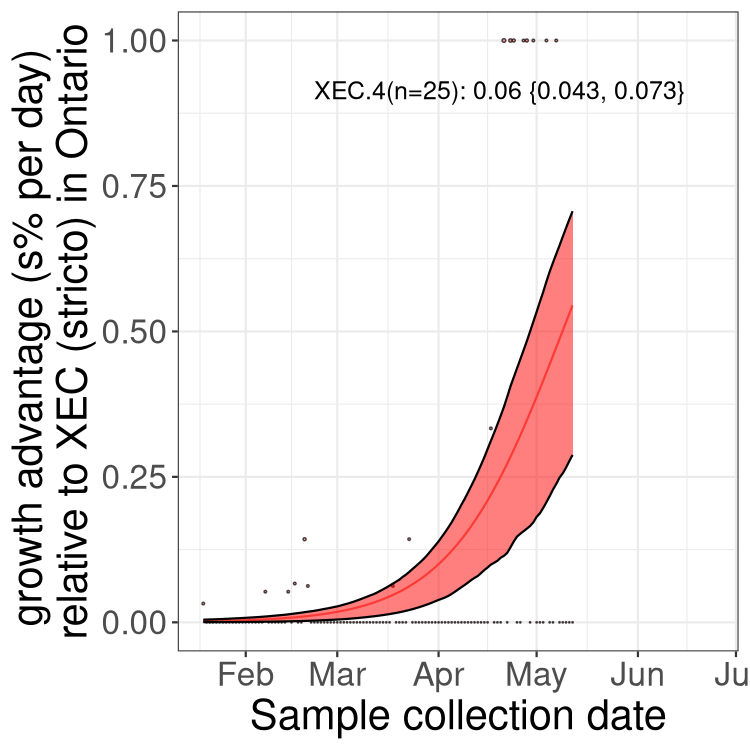 growth advantage (s% per day)
relative to XEC (stricto) in Ontario
1.00
0.75
0.50
0.25
0.00
XEC.4(n=25): 0.06 {0.043, 0.073}
Feb Mar Apr May Jun Ju
Sample collection date